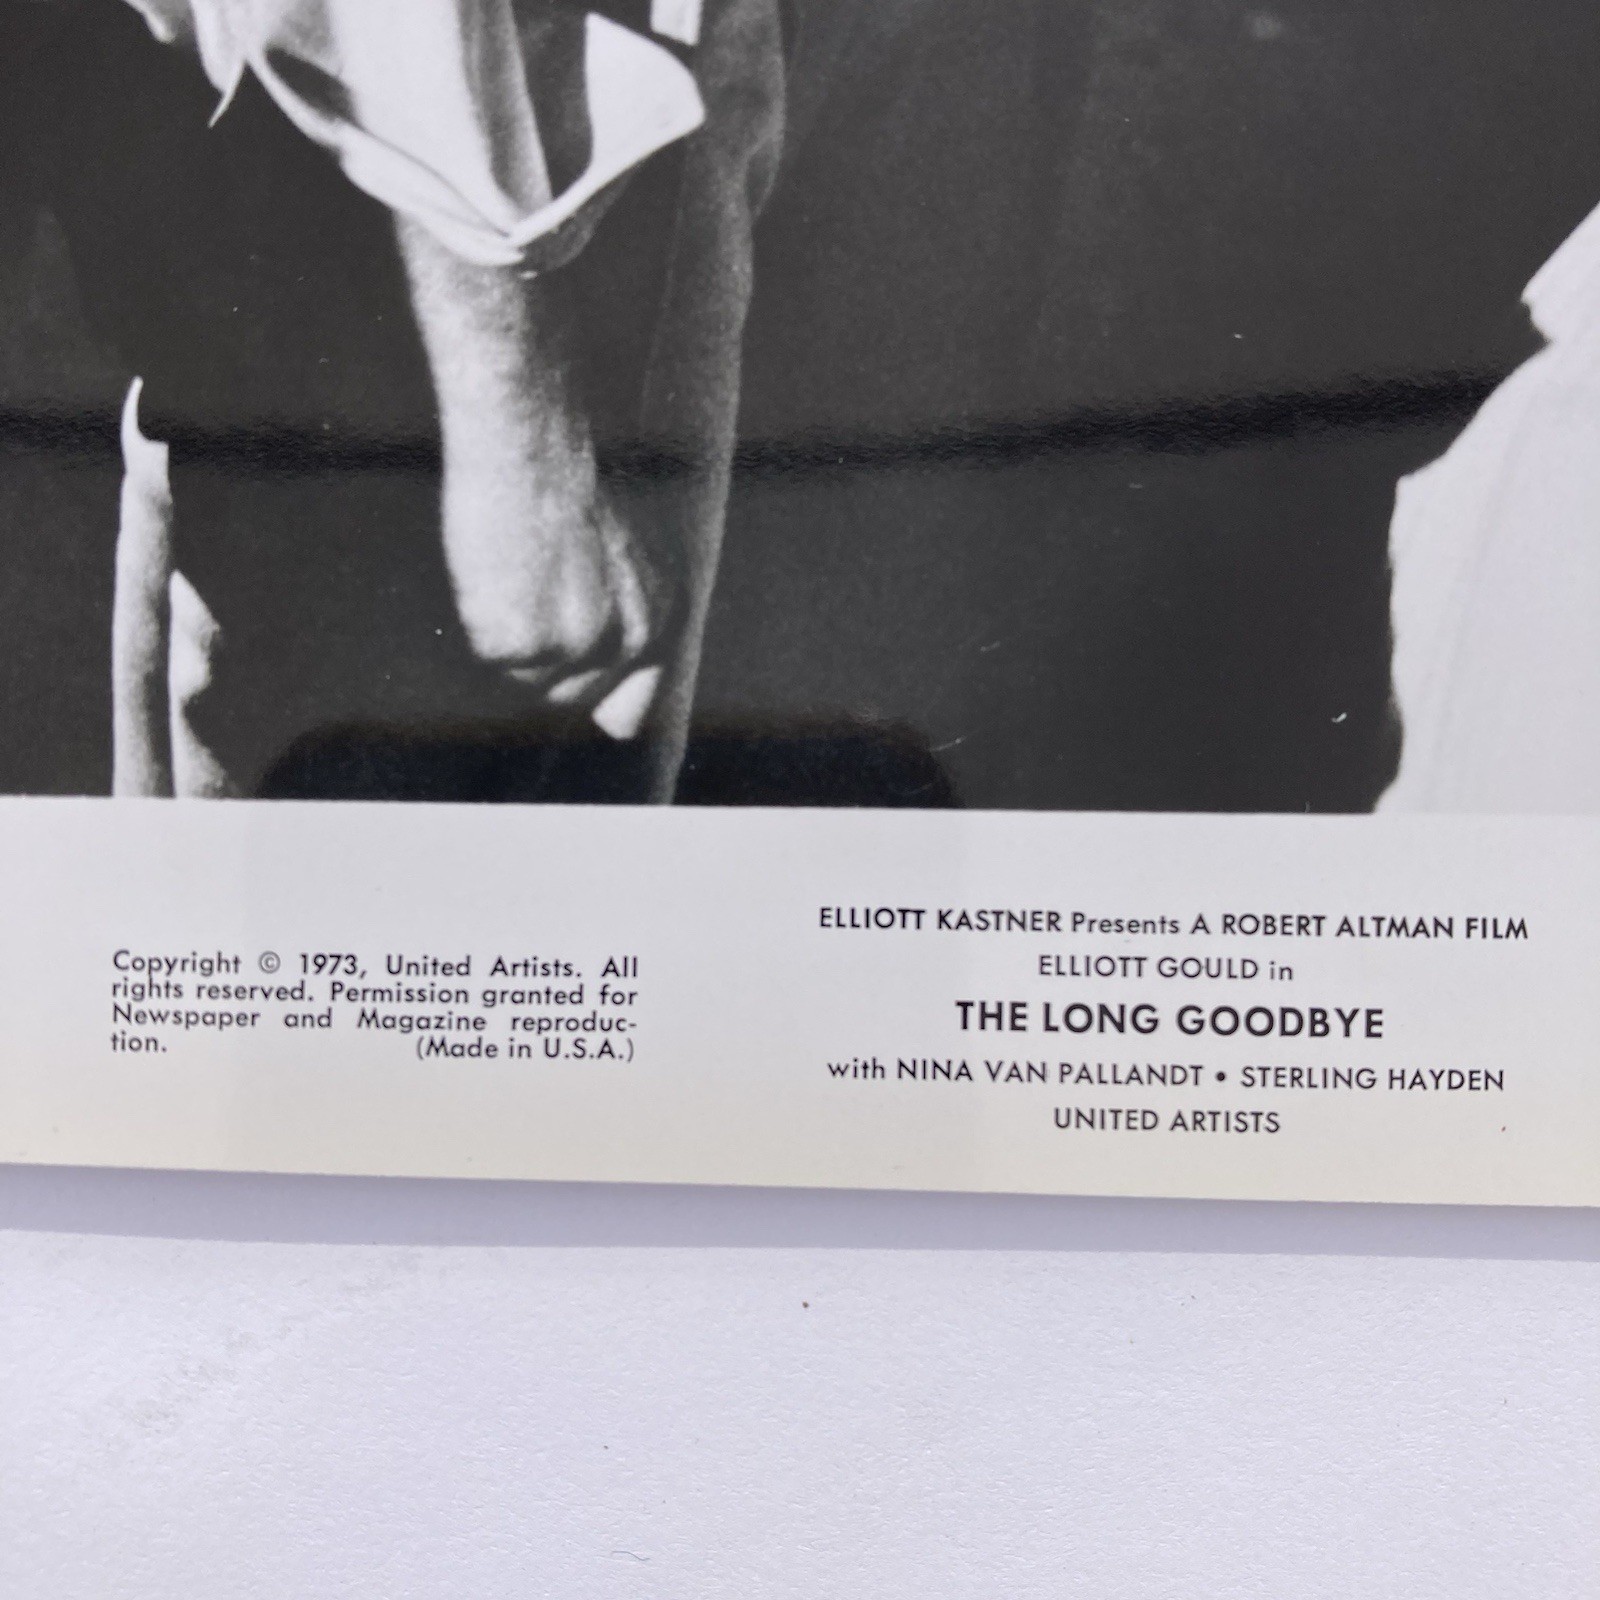 Copyright © 1973, United Artists. All
rights reserved. Permission granted for
Newspaper and Magazine reproduc-
tion. (Made in U.S.A.)
ELLIOTT KASTNER Presents A ROBERT ALTMAN FILM
ELLIOTT GOULD in
THE LONG GOODBYE
with NINA VAN PALLANDT • STERLING HAYDEN
UNITED ARTISTS